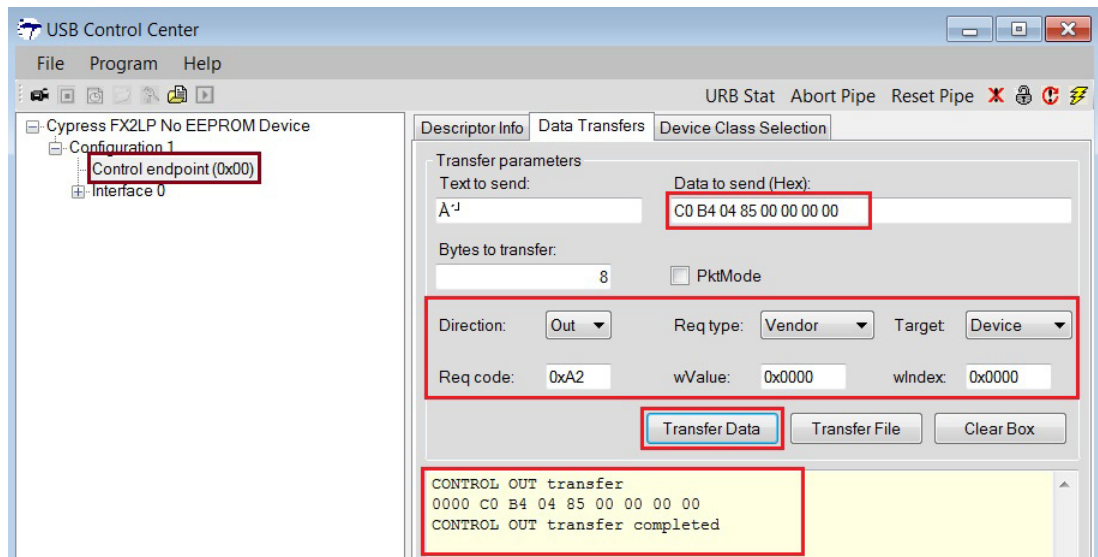 USB Control Center
File Program Help
URB Stat Abort Pipe Reset Pipe
Cypress FX2LP No EEPROM Device
Configuration 1
Control endpoint (0x00)
Interface 0
Descriptor Info Data Transfers Device Class Selection
Transfer parameters
Text to send: Data to send (Hex):
C0 B4 04 85 00 00 00 00
Bytes to transfer:
8 PktMode
Direction: Out Req type: Vendor Target: Device
Req code: 0xA2 wValue: 0x0000 wIndex: 0x0000
Transfer Data Transfer File Clear Box
CONTROL OUT transfer
0000 C0 B4 04 85 00 00 00 00
CONTROL OUT transfer completed